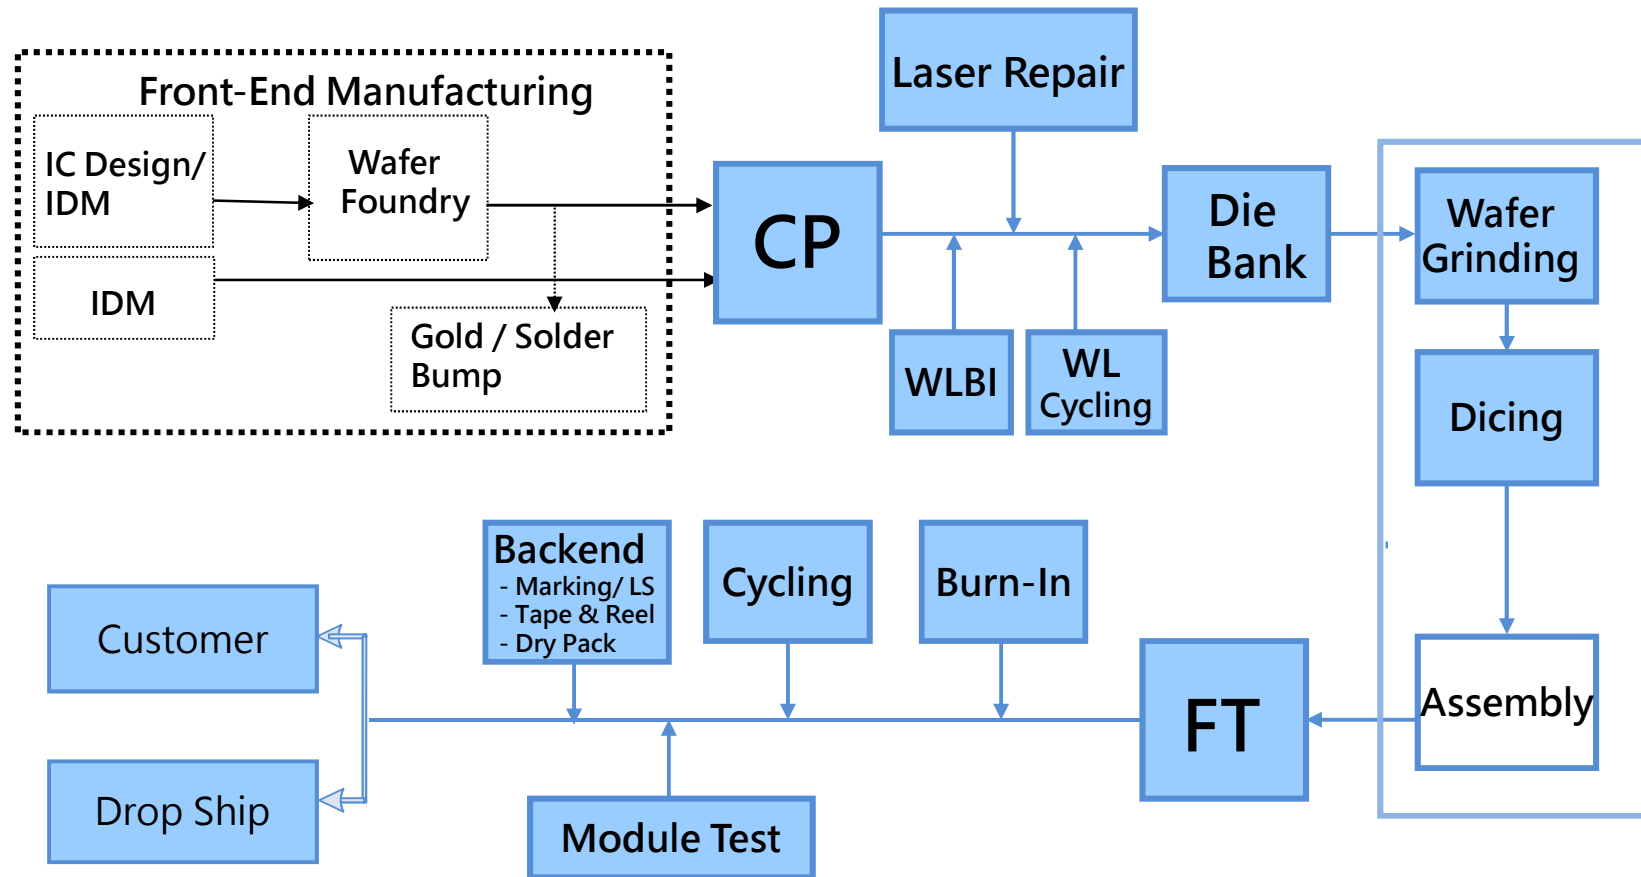 Front-End Manufacturing
IC Design/
IDM
Wafer
Foundry
IDM
Gold / Solder
Bump
CP
Laser Repair
WLBI
WL
Cycling
Die
Bank
Wafer
Grinding
Dicing
Assembly
FT
Burn-In
Cycling
Backend
- Marking/ LS
- Tape & Reel
- Dry Pack
Module Test
Customer
Drop Ship